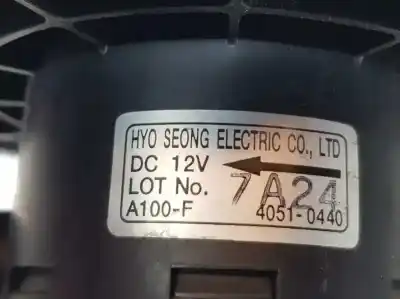 HYO SEONG ELECTRIC CO., LTD
DC 12V
LOT No. 7A24
A100-F 4051-0440